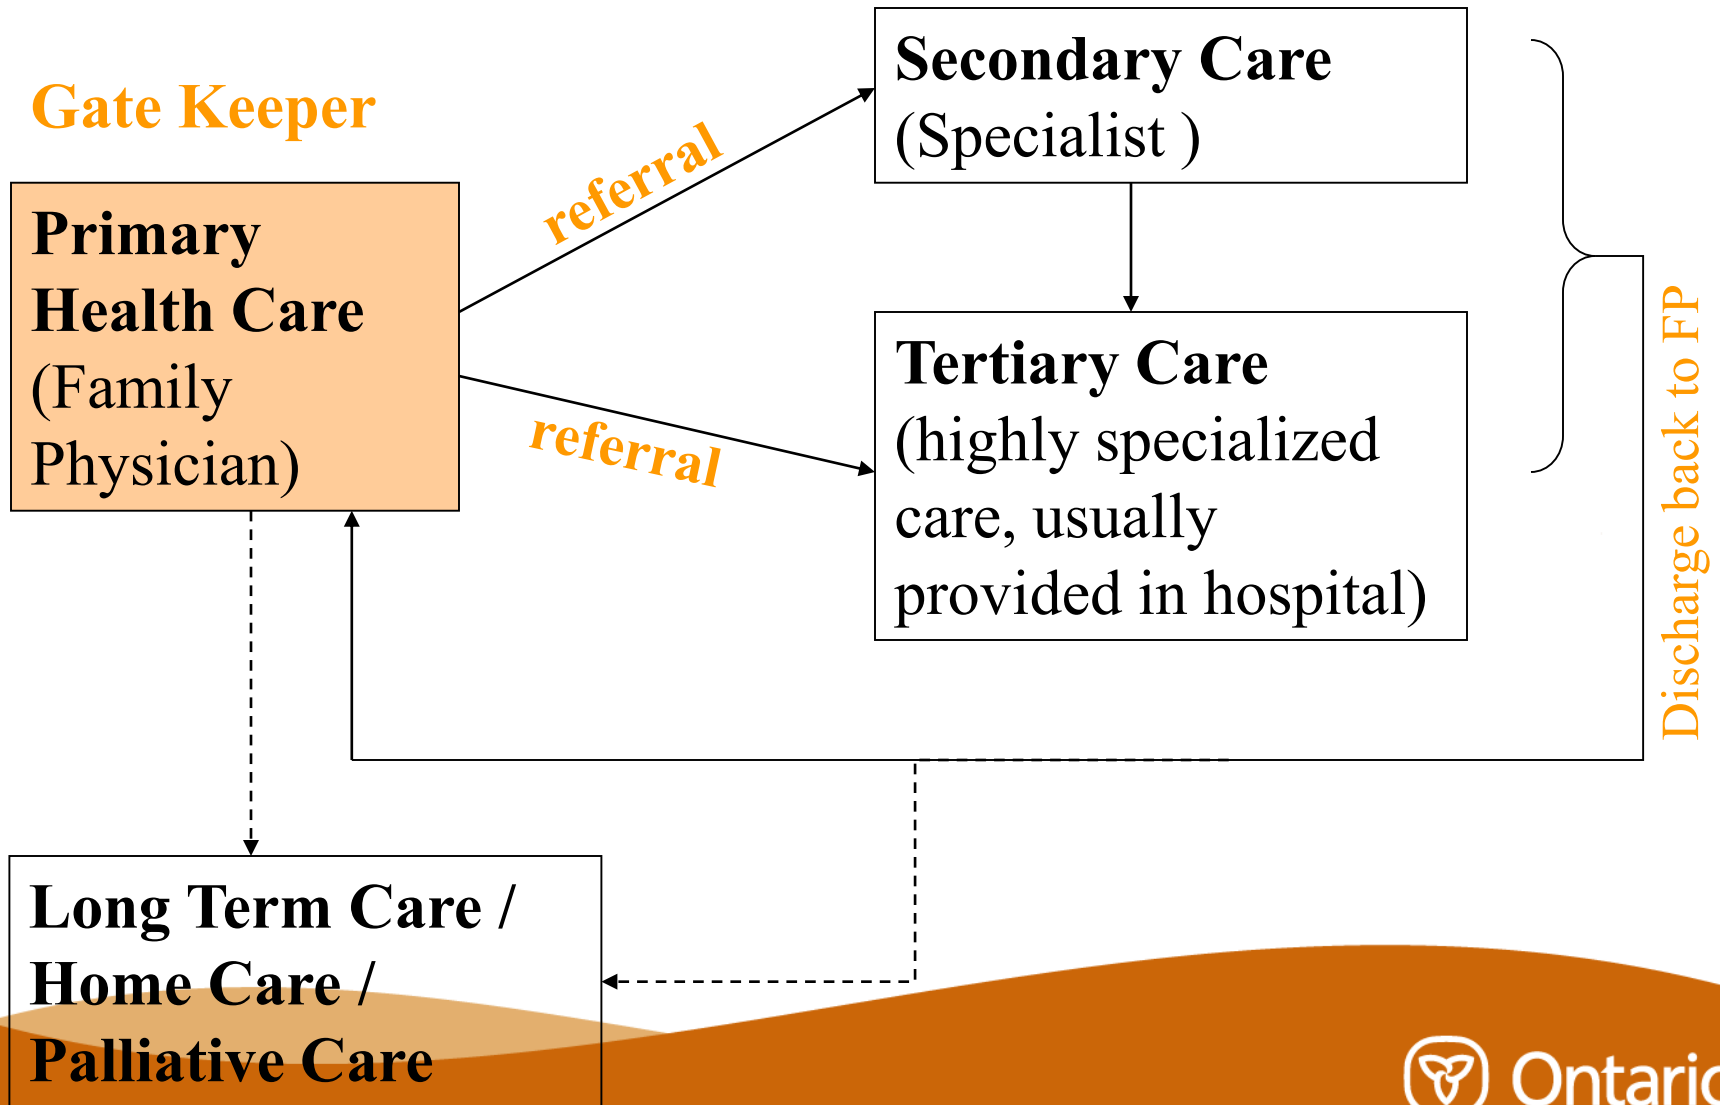 Gate Keeper
Primary
Health Care
(Family
Physician)
referral
referral
Secondary Care
(Specialist )
Tertiary Care
(highly specialized
care, usually
provided in hospital)
Discharge back to FP
Long Term Care /
Home Care /
Palliative Care
Ontario